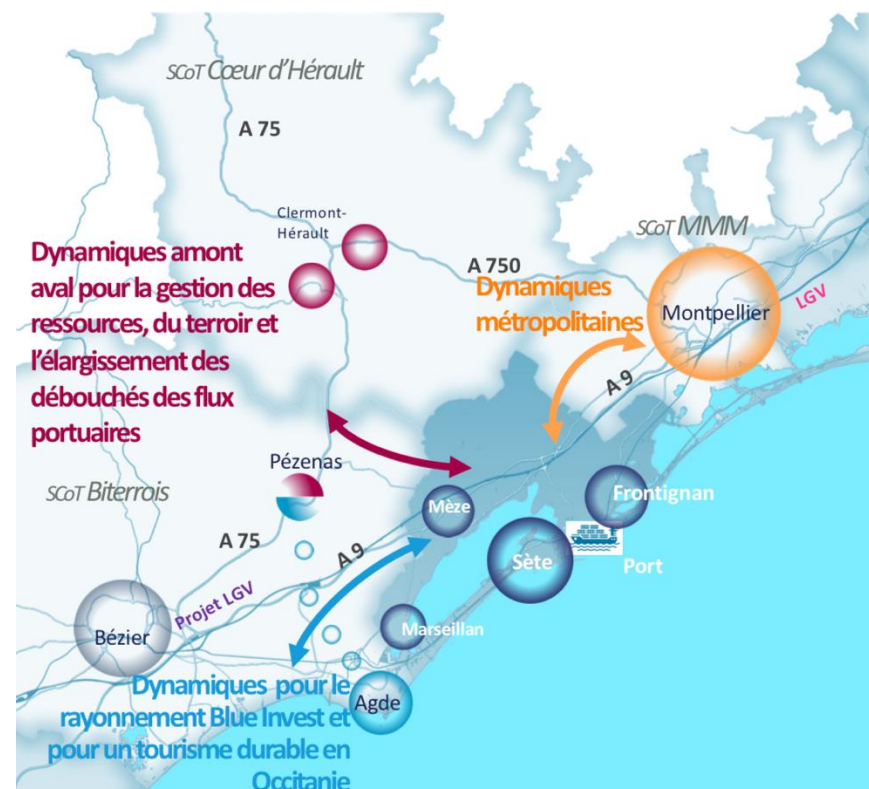 SCoT Cœur d'Hérault
A 75
Clermont-
Hérault
SCoT MMM
Dynamiques amont
aval pour la gestion des
ressources, du terroir et
l'élargissement des
débouchés des flux
portuaires
A 750
Dynamiques
métropolitaines
Montpellier
LGV
A 9
Pézenas
SCoT Biterrois
Mèze
Frontignan
A 75
A 9
Sète
Port
Projet LGV
Bézier
Marseillan
Agde
Dynamiques pour le
rayonnement Blue Invest et
pour un tourisme durable en
Occitanie